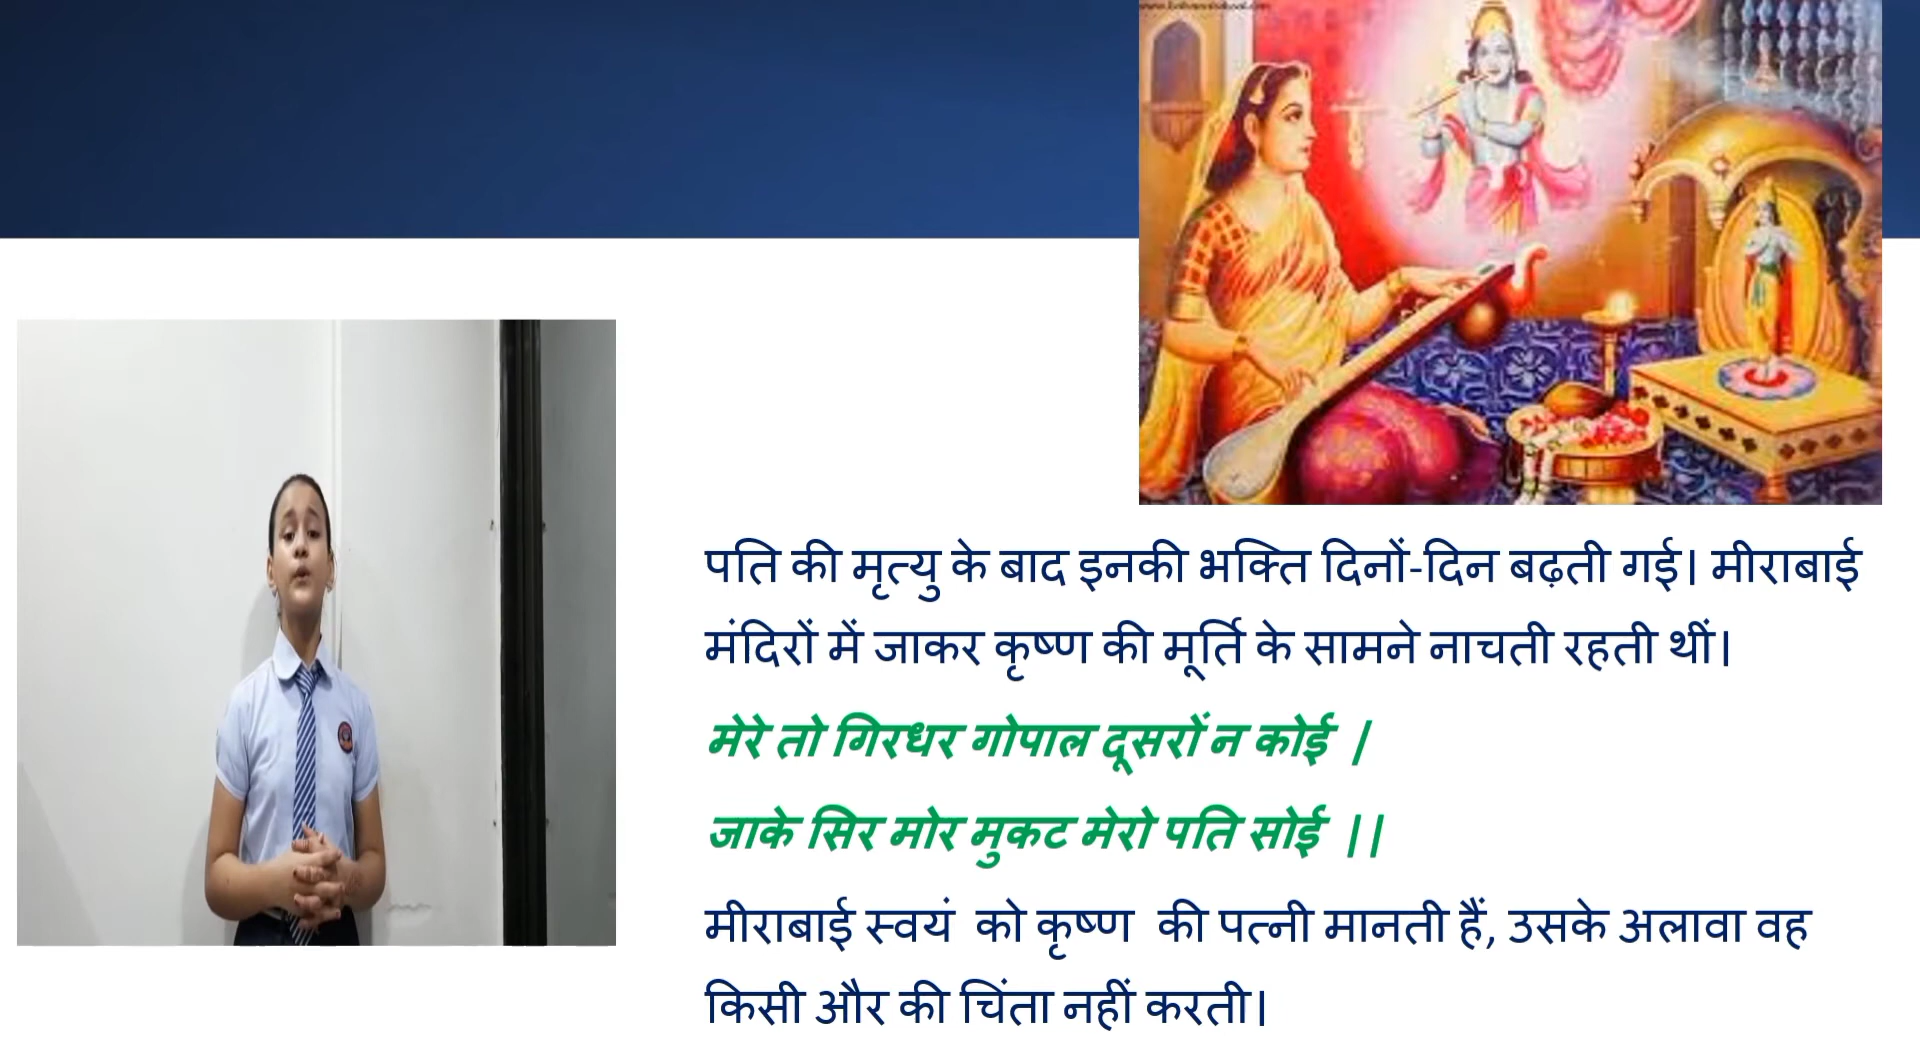 पति की मृत्यु के बाद इनकी भक्ति दिनों-दिन बढ़ती गई। मीराबाई
मंदिरों में जाकर कृष्ण की मूर्ति के सामने नाचती रहती थीं।
मेरे तो गिरधर गोपाल दूसरों न कोई |
जाके सिर मोर मुकट मेरो पति सोई ||
मीराबाई स्वयं को कृष्ण की पत्नी मानती हैं, उसके अलावा वह
किसी और की चिंता नहीं करती।